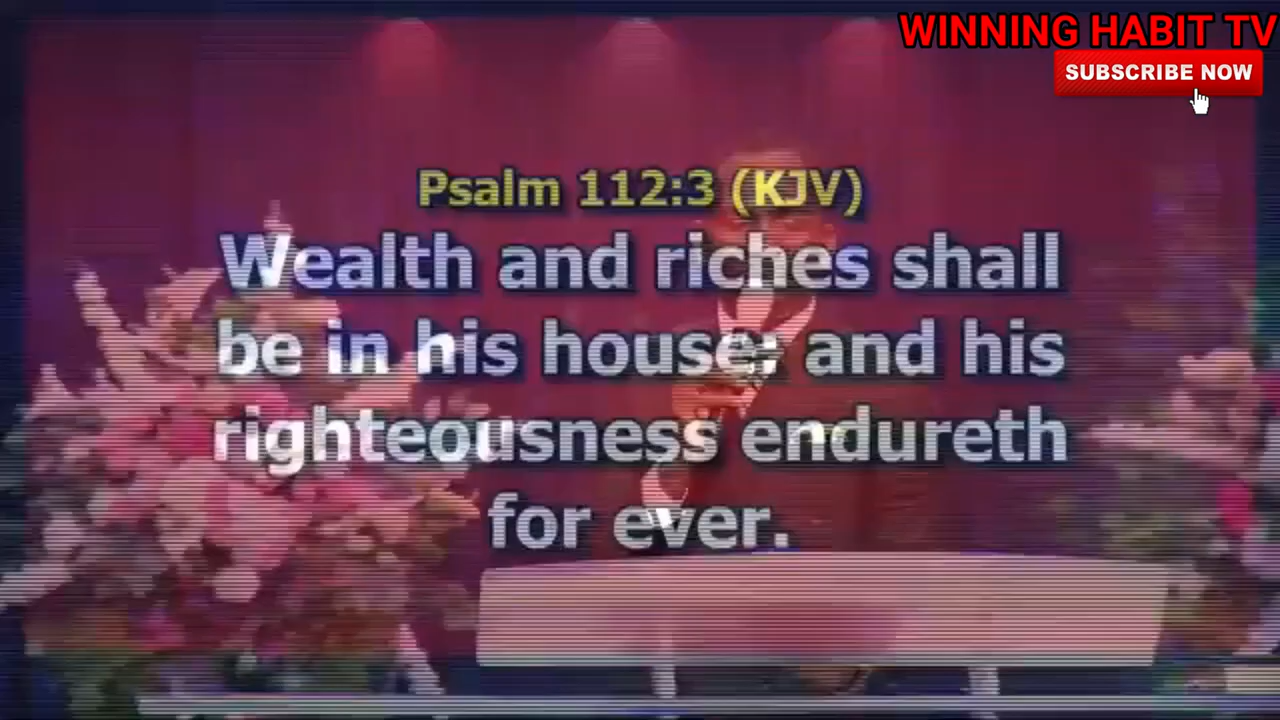 WINNING HABIT TV
SUBSCRIBE NOW
Psalm 112:3 (KJV)
Wealth and riches shall
be in his house; and his
righteousness endureth
for ever.